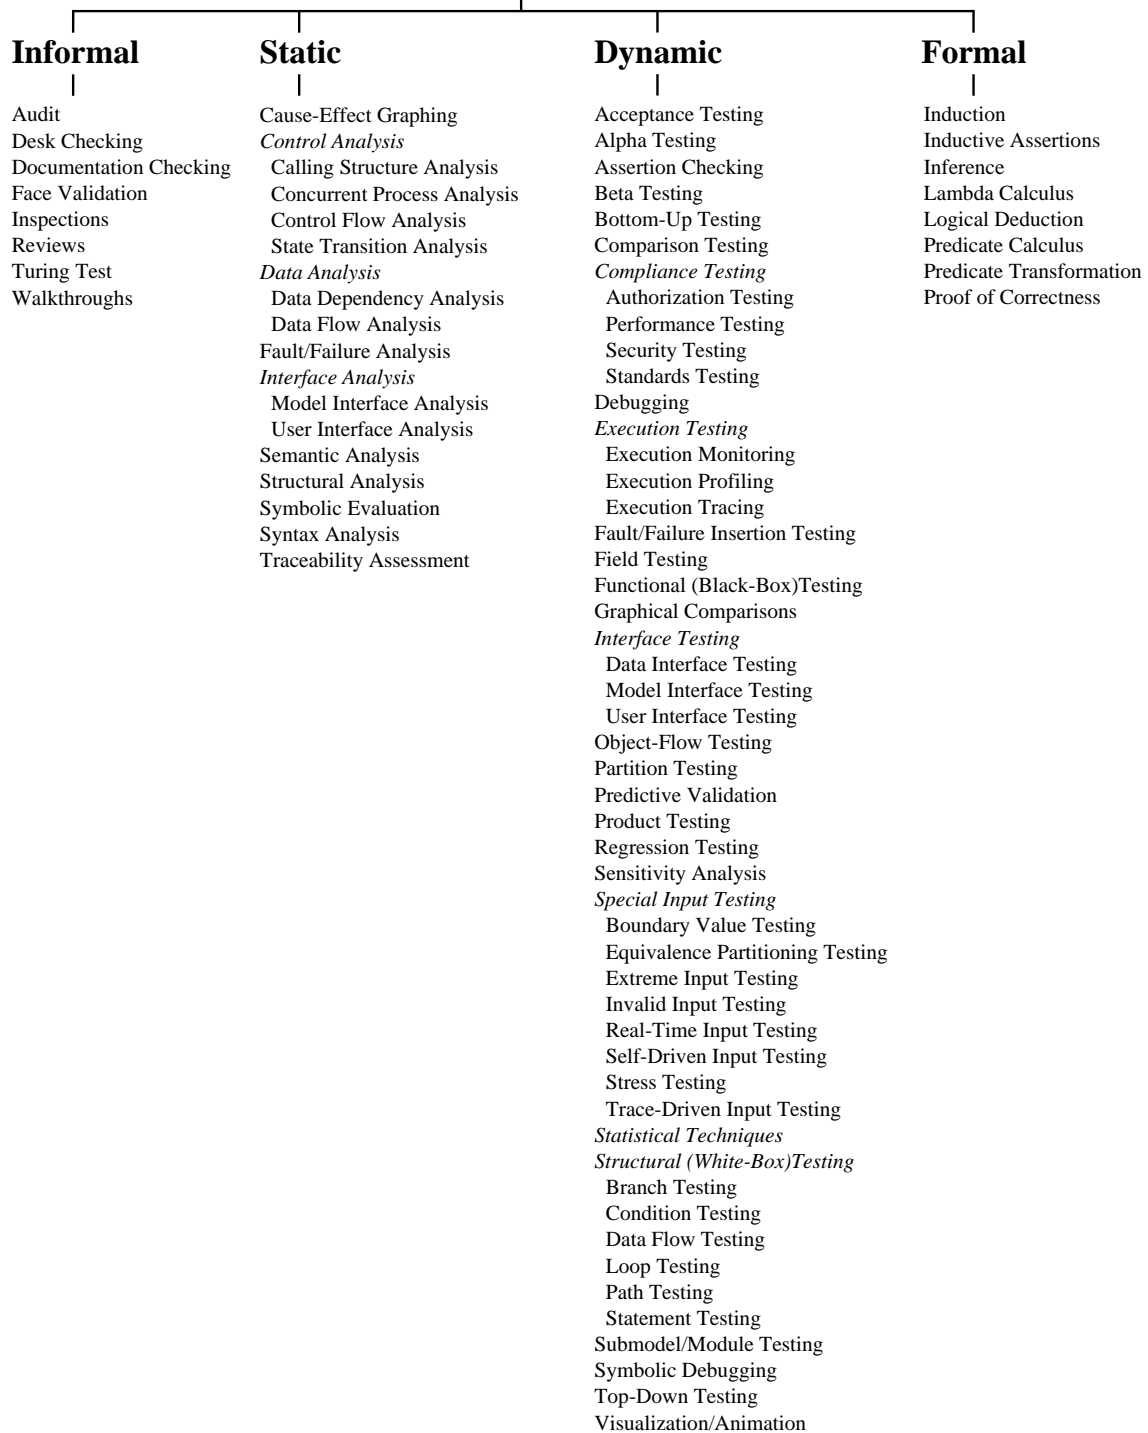 Informal
Audit
Desk Checking
Documentation Checking
Face Validation
Inspections
Reviews
Turing Test
Walkthroughs
Static
Cause-Effect Graphing
Control Analysis
Calling Structure Analysis
Concurrent Process Analysis
Control Flow Analysis
State Transition Analysis
Data Analysis
Data Dependency Analysis
Data Flow Analysis
Fault/Failure Analysis
Interface Analysis
Model Interface Analysis
User Interface Analysis
Semantic Analysis
Structural Analysis
Symbolic Evaluation
Syntax Analysis
Traceability Assessment
Dynamic
Acceptance Testing
Alpha Testing
Assertion Checking
Beta Testing
Bottom-Up Testing
Comparison Testing
Compliance Testing
Authorization Testing
Performance Testing
Security Testing
Standards Testing
Debugging
Execution Testing
Execution Monitoring
Execution Profiling
Execution Tracing
Fault/Failure Insertion Testing
Field Testing
Functional (Black-Box)Testing
Graphical Comparisons
Interface Testing
Data Interface Testing
Model Interface Testing
User Interface Testing
Object-Flow Testing
Partition Testing
Predictive Validation
Product Testing
Regression Testing
Sensitivity Analysis
Special Input Testing
Boundary Value Testing
Equivalence Partitioning Testing
Extreme Input Testing
Invalid Input Testing
Real-Time Input Testing
Self-Driven Input Testing
Stress Testing
Trace-Driven Input Testing
Statistical Techniques
Structural (White-Box)Testing
Branch Testing
Condition Testing
Data Flow Testing
Loop Testing
Path Testing
Statement Testing
Submodel/Module Testing
Symbolic Debugging
Top-Down Testing
Visualization/Animation
Formal
Induction
Inductive Assertions
Inference
Lambda Calculus
Logical Deduction
Predicate Calculus
Predicate Transformation
Proof of Correctness